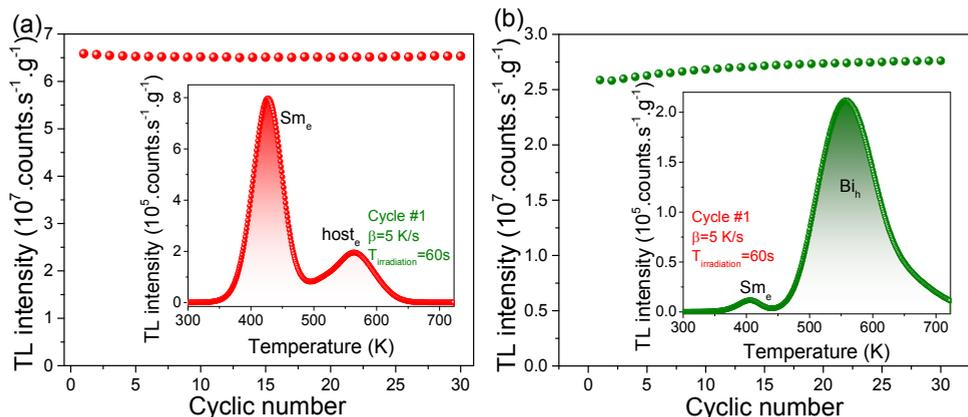 (a)
TL intensity (10⁷.counts.s⁻¹.g⁻¹)
7
6
5
4
3
2
1
0
0 5 10 15 20 25 30
Cyclic number
TL intensity (10⁵.counts.s⁻¹.g⁻¹)
8
6
4
2
0
300 400 500 600 700
Temperature (K)
Smₑ
hostₑ
Cycle #1
β=5 K/s
T_irradiation=60s
(b)
TL intensity (10⁷.counts.s⁻¹.g⁻¹)
3.0
2.5
2.0
1.5
1.0
0.5
0.0
0 5 10 15 20 25 30
Cyclic number
TL intensity (10⁵.counts.s⁻¹.g⁻¹)
2.0
1.5
1.0
0.5
0.0
300 400 500 600 700
Temperature (K)
Biₕ
Cycle #1
β=5 K/s
T_irradiation=60s
Smₑ